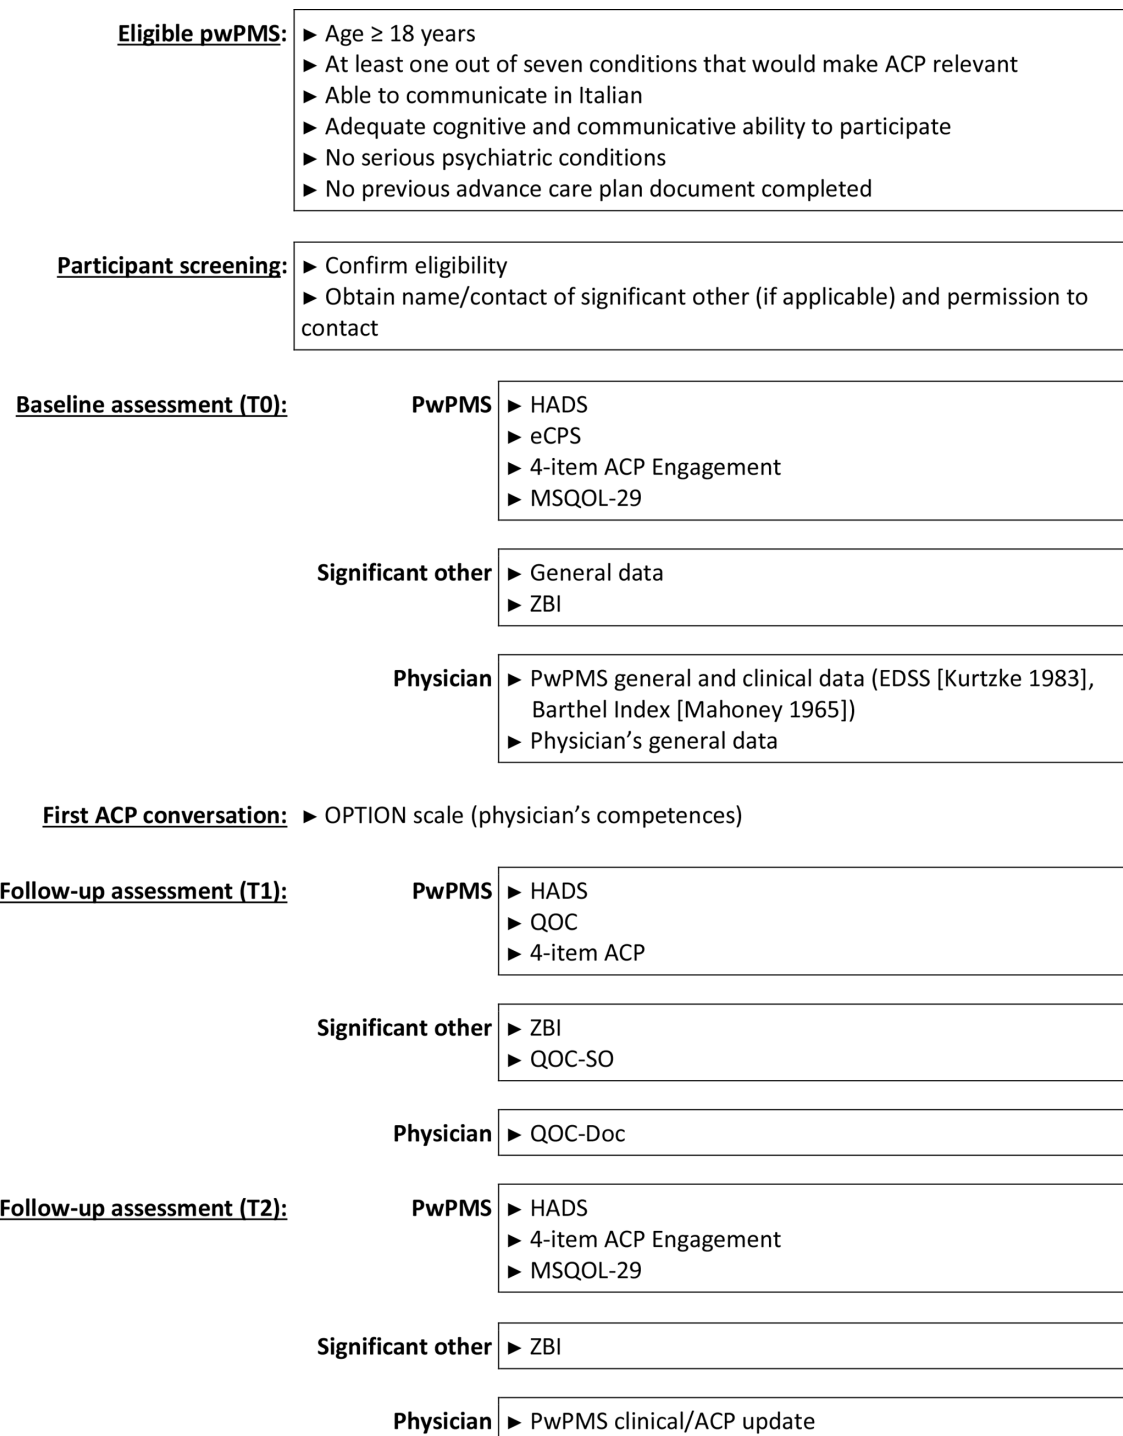 Eligible pwPMS: ► Age ≥ 18 years
► At least one out of seven conditions that would make ACP relevant
► Able to communicate in Italian
► Adequate cognitive and communicative ability to participate
► No serious psychiatric conditions
► No previous advance care plan document completed
Participant screening: ► Confirm eligibility
► Obtain name/contact of significant other (if applicable) and permission to
contact
Baseline assessment (T0): PwPMS ► HADS
► eCPS
► 4-item ACP Engagement
► MSQOL-29
Significant other ► General data
► ZBI
Physician ► PwPMS general and clinical data (EDSS [Kurtzke 1983],
Barthel Index [Mahoney 1965])
► Physician’s general data
First ACP conversation: ► OPTION scale (physician’s competences)
Follow-up assessment (T1): PwPMS ► HADS
► QOC
► 4-item ACP
Significant other ► ZBI
► QOC-SO
Physician ► QOC-Doc
Follow-up assessment (T2): PwPMS ► HADS
► 4-item ACP Engagement
► MSQOL-29
Significant other ► ZBI
Physician ► PwPMS clinical/ACP update